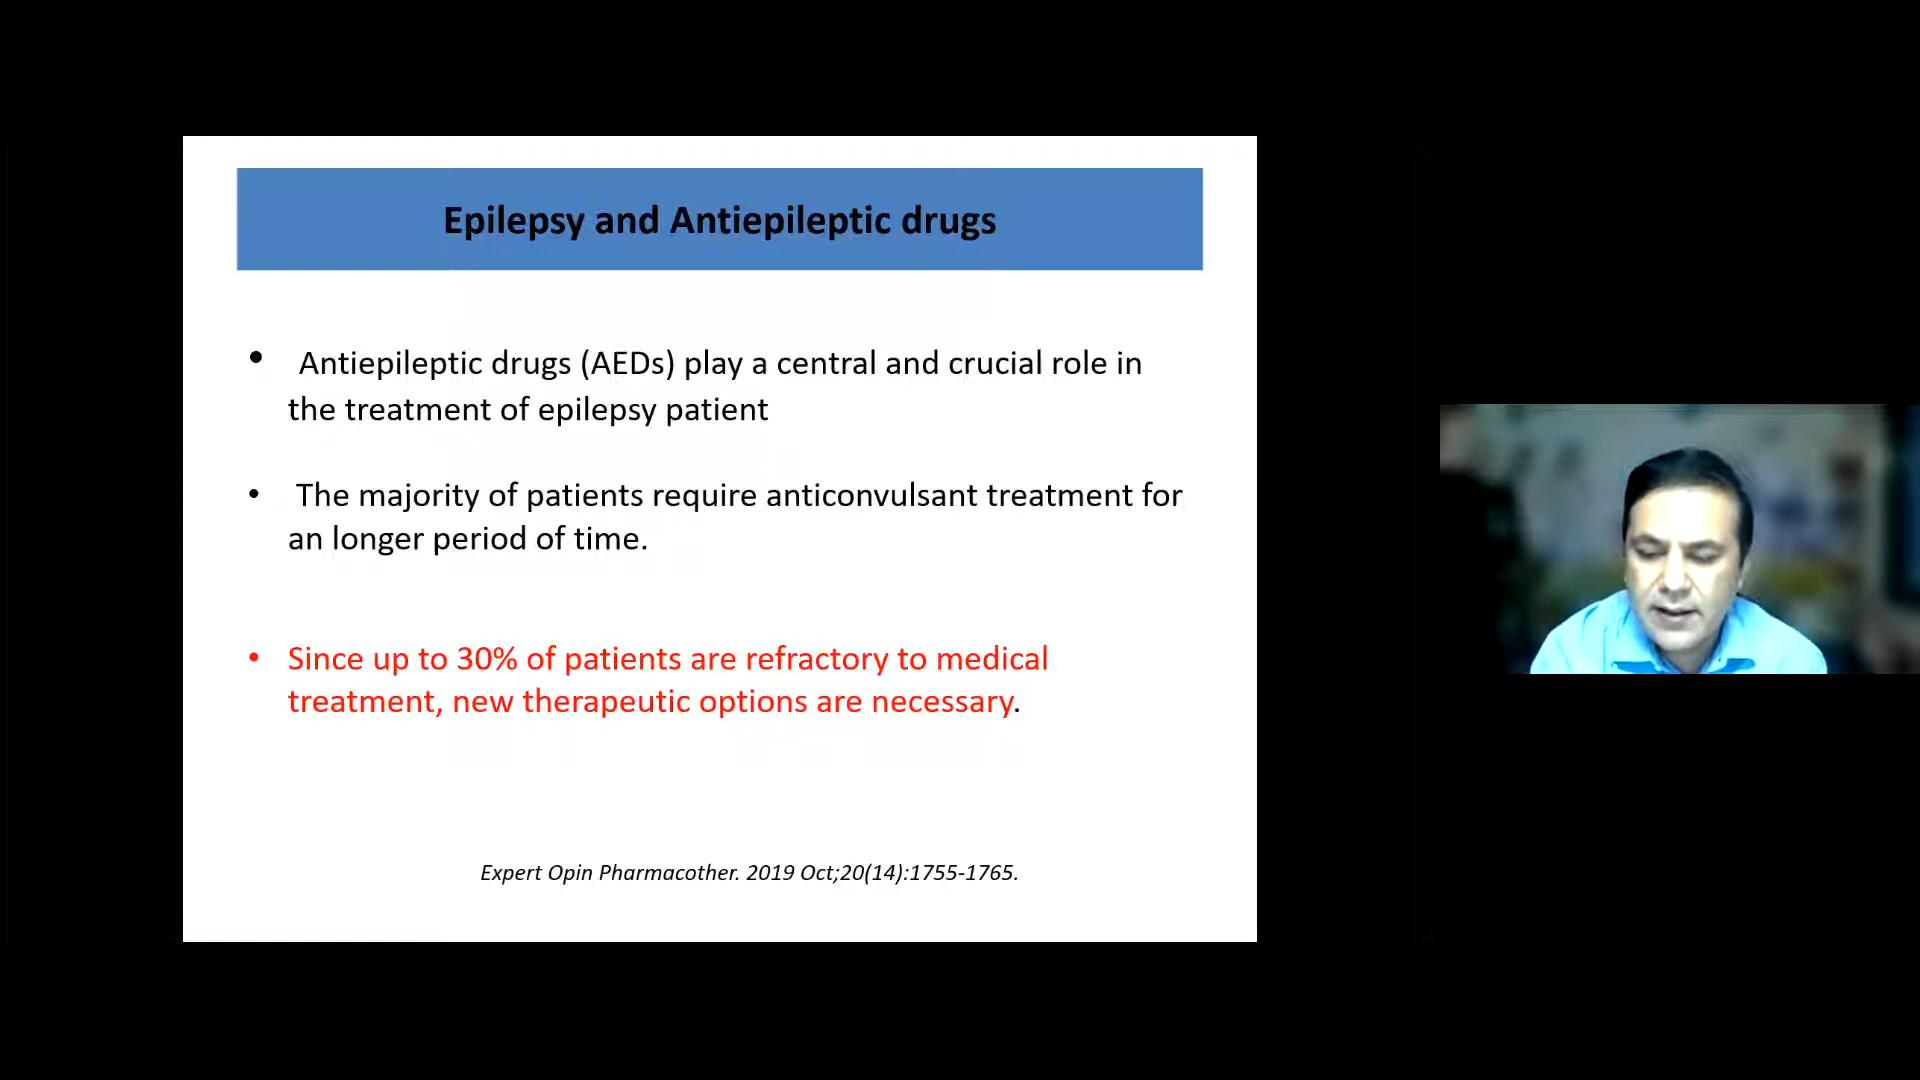 Epilepsy and Antiepileptic drugs
• Antiepileptic drugs (AEDs) play a central and crucial role in
the treatment of epilepsy patient
• The majority of patients require anticonvulsant treatment for
an longer period of time.
• Since up to 30% of patients are refractory to medical
treatment, new therapeutic options are necessary.
Expert Opin Pharmacother. 2019 Oct;20(14):1755-1765.